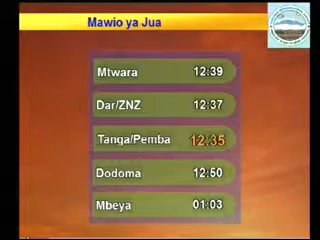 Mawio ya Jua
Mtwara 12:39
Dar/ZNZ 12:37
Tanga/Pemba 12:35
Dodoma 12:50
Mbeya 01:03